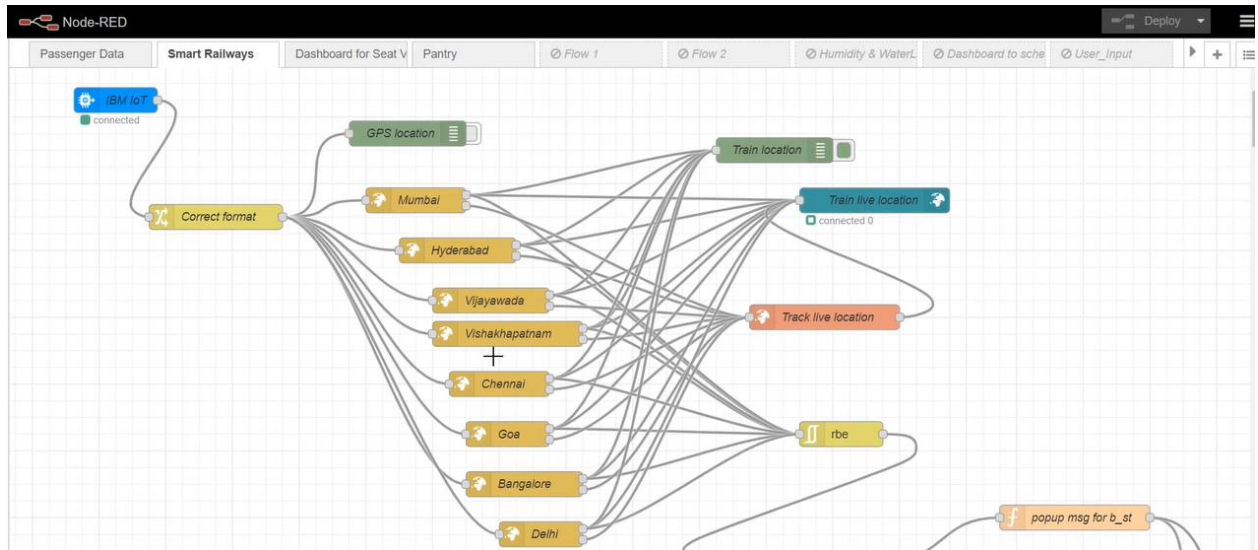 Node-RED
Deploy
Passenger Data
Smart Railways
Dashboard for Seat V
Pantry
Flow 1
Flow 2
Humidity & WaterL
Dashboard to sche
User_Input
IBM IoT
connected
GPS location
Train location
Mumbai
Train live location
Correct format
connected 0
Hyderabad
Vijayawada
Track live location
Vishakhapatnam
Chennai
Goa
rbe
Bangalore
popup msg for b_st
Delhi